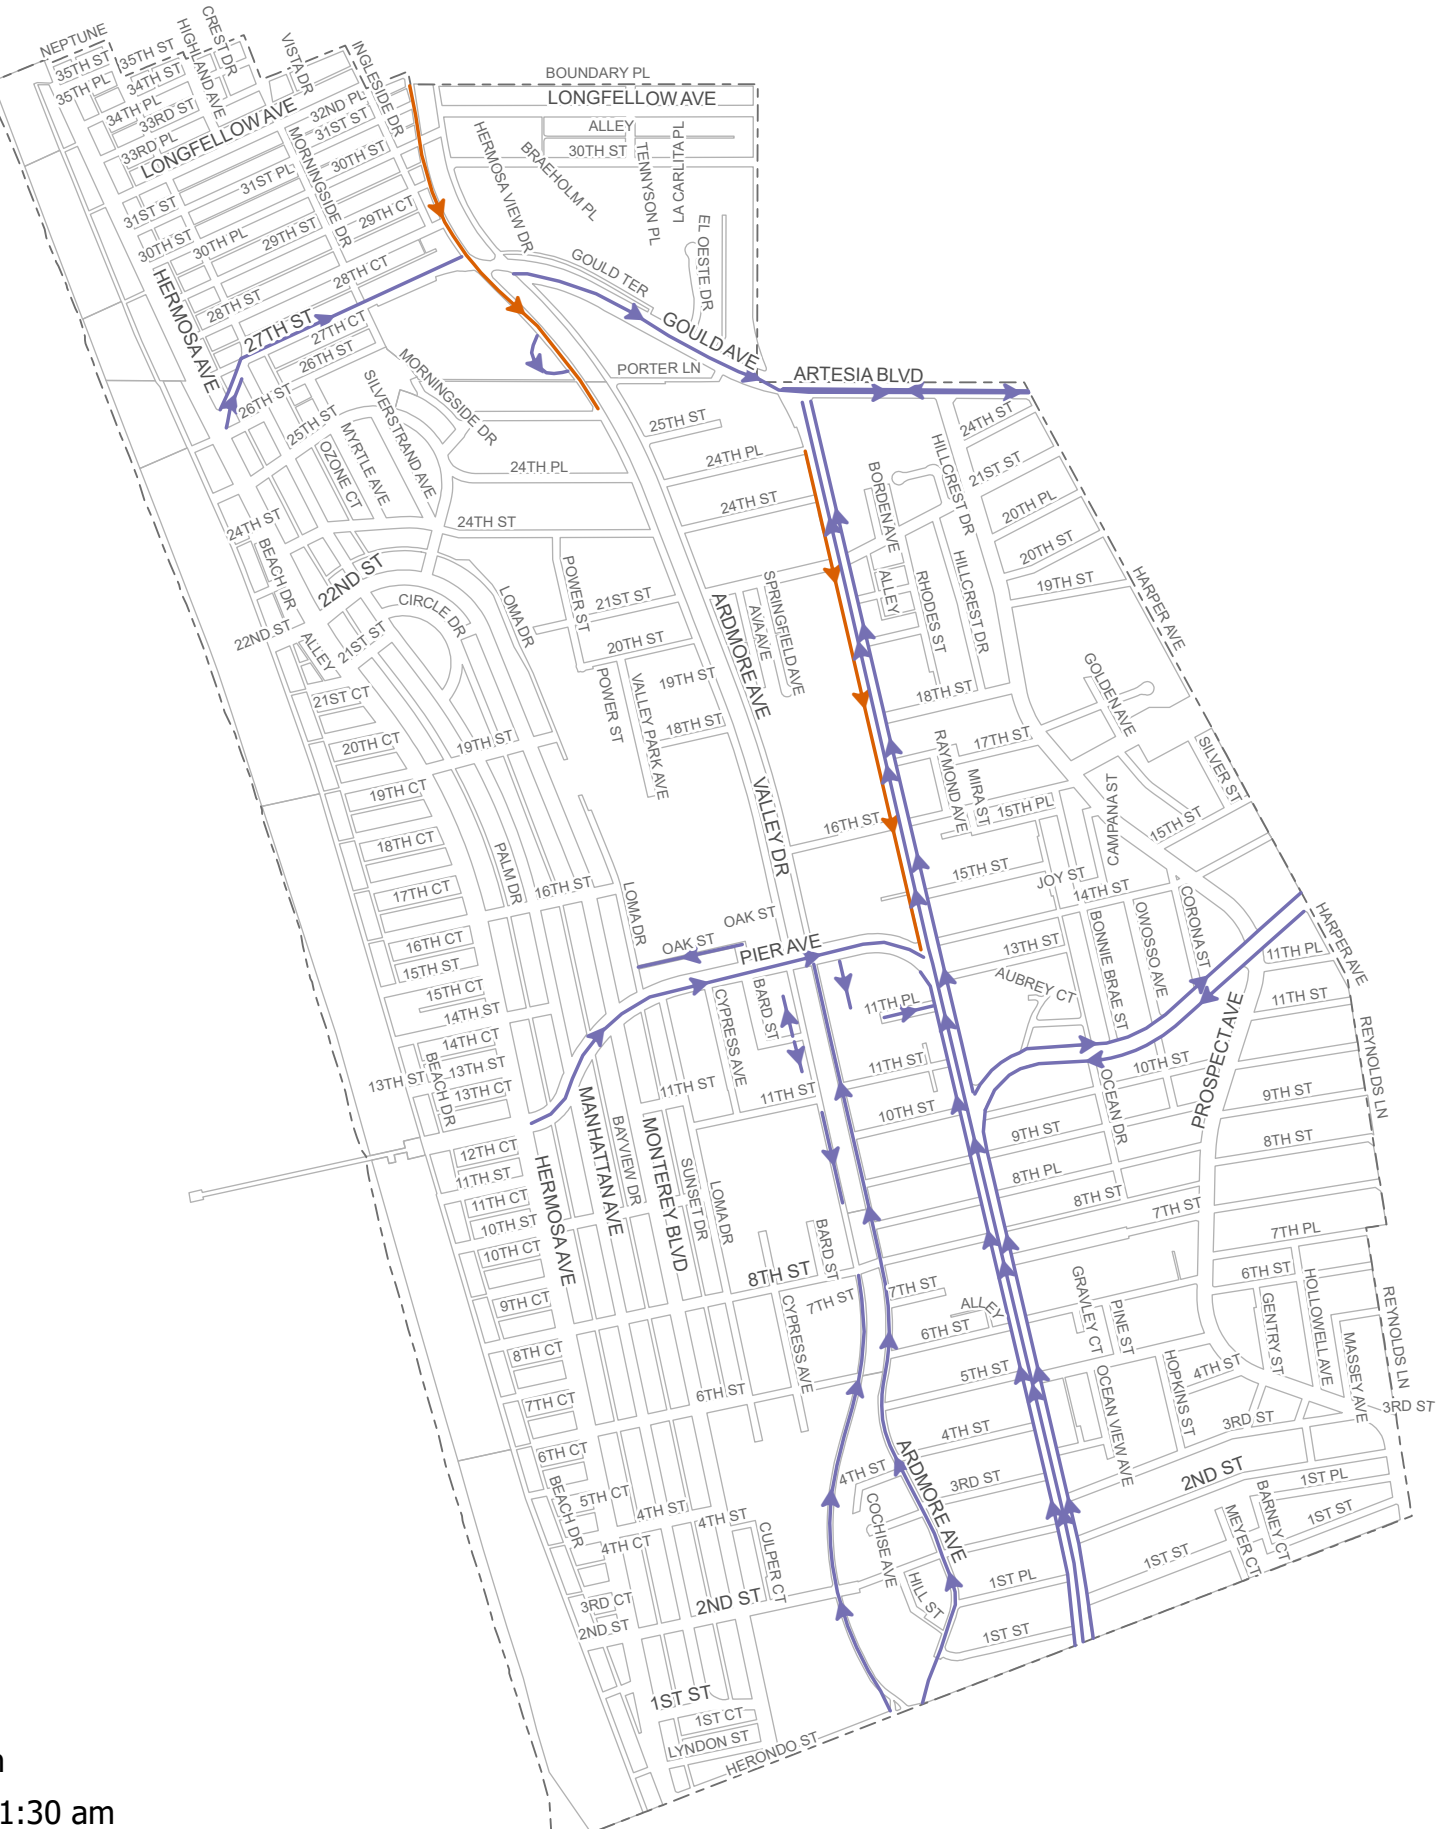 NEPTUNE
35TH ST
35TH PL
35TH ST
34TH ST
34TH PL
33RD ST
33RD PL
HIGHLAND AVE
CREST DR
VISTA DR
INGLESIDE DR
LONGFELLOW AVE
32ND PL
31ST ST
31ST PL
30TH ST
MORNINGSIDE DR
31ST ST
30TH ST
30TH PL
29TH ST
29TH CT
28TH CT
28TH ST
HERMOSA AVE
27TH ST
27TH CT
26TH ST
26TH ST
25TH ST
BOUNDARY PL
LONGFELLOW AVE
ALLEY
30TH ST
HERMOSA VIEW DR
BRAEHOLM PL
TENNYSON PL
LA CARLITA PL
EL OESTE DR
GOULD TER
GOULD AVE
PORTER LN
ARTESIA BLVD
MORNINGSIDE DR
SILVERSTRAND AVE
MYRTLE AVE
OZONE CT
24TH ST
24TH PL
24TH ST
25TH ST
24TH PL
24TH ST
BORDEN AVE
HILLCREST DR
24TH ST
21ST ST
20TH PL
20TH ST
19TH ST
HARPER AVE
BEACH DR
22ND ST
22ND ST
CIRCLE DR
ALLEY
21ST ST
LOMA DR
POWER ST
21ST ST
20TH ST
19TH ST
18TH ST
POWER ST
VALLEY PARK AVE
ARDMORE AVE
AVA AVE
SPRINGFIELD AVE
ALLEY
RHODES ST
HILLCREST DR
18TH ST
17TH ST
GOLDEN AVE
SILVER ST
21ST CT
20TH CT
19TH ST
19TH CT
18TH CT
17TH CT
16TH CT
15TH ST
15TH CT
14TH ST
14TH CT
13TH ST
13TH ST
13TH CT
BEACH DR
PALM DR
16TH ST
LOMA DR
VALLEY DR
16TH ST
RAYMOND AVE
MIRA ST
15TH PL
CAMPANA ST
15TH ST
15TH ST
JOY ST
14TH ST
13TH ST
BONNIE BRAE ST
OWOSSO AVE
CORONA ST
HARPER AVE
11TH PL
11TH ST
AUBREY CT
OAK ST
OAK ST
PIER AVE
CYPRESS AVE
BARD ST
11TH PL
11TH ST
11TH ST
11TH ST
10TH ST
10TH ST
9TH ST
9TH ST
8TH ST
8TH PL
8TH ST
7TH ST
7TH PL
6TH ST
OCEAN DR
PROSPECT AVE
REYNOLDS LN
12TH CT
11TH ST
11TH CT
10TH ST
10TH CT
9TH CT
8TH CT
7TH CT
6TH CT
5TH CT
4TH CT
3RD CT
2ND ST
BEACH DR
HERMOSA AVE
MANHATTAN AVE
BAYVIEW DR
MONTEREY BLVD
SUNSET DR
LOMA DR
BARD ST
8TH ST
7TH ST
7TH ST
CYPRESS AVE
6TH ST
ALLEY
6TH ST
5TH ST
GRAVLEY CT
PINE ST
HOPKINS ST
4TH ST
GENTRY ST
HOLLOWELL AVE
MASSEY AVE
REYNOLDS LN
3RD ST
3RD ST
OCEAN VIEW AVE
4TH ST
4TH ST
3RD ST
ARDMORE AVE
COCHISE AVE
HILL ST
4TH ST
4TH ST
CULPER CT
2ND ST
2ND ST
1ST PL
1ST ST
1ST ST
1ST PL
1ST ST
MEYER CT
BARNEY CT
1ST ST
1ST CT
LYNDON ST
HERONDO ST
1:30 am